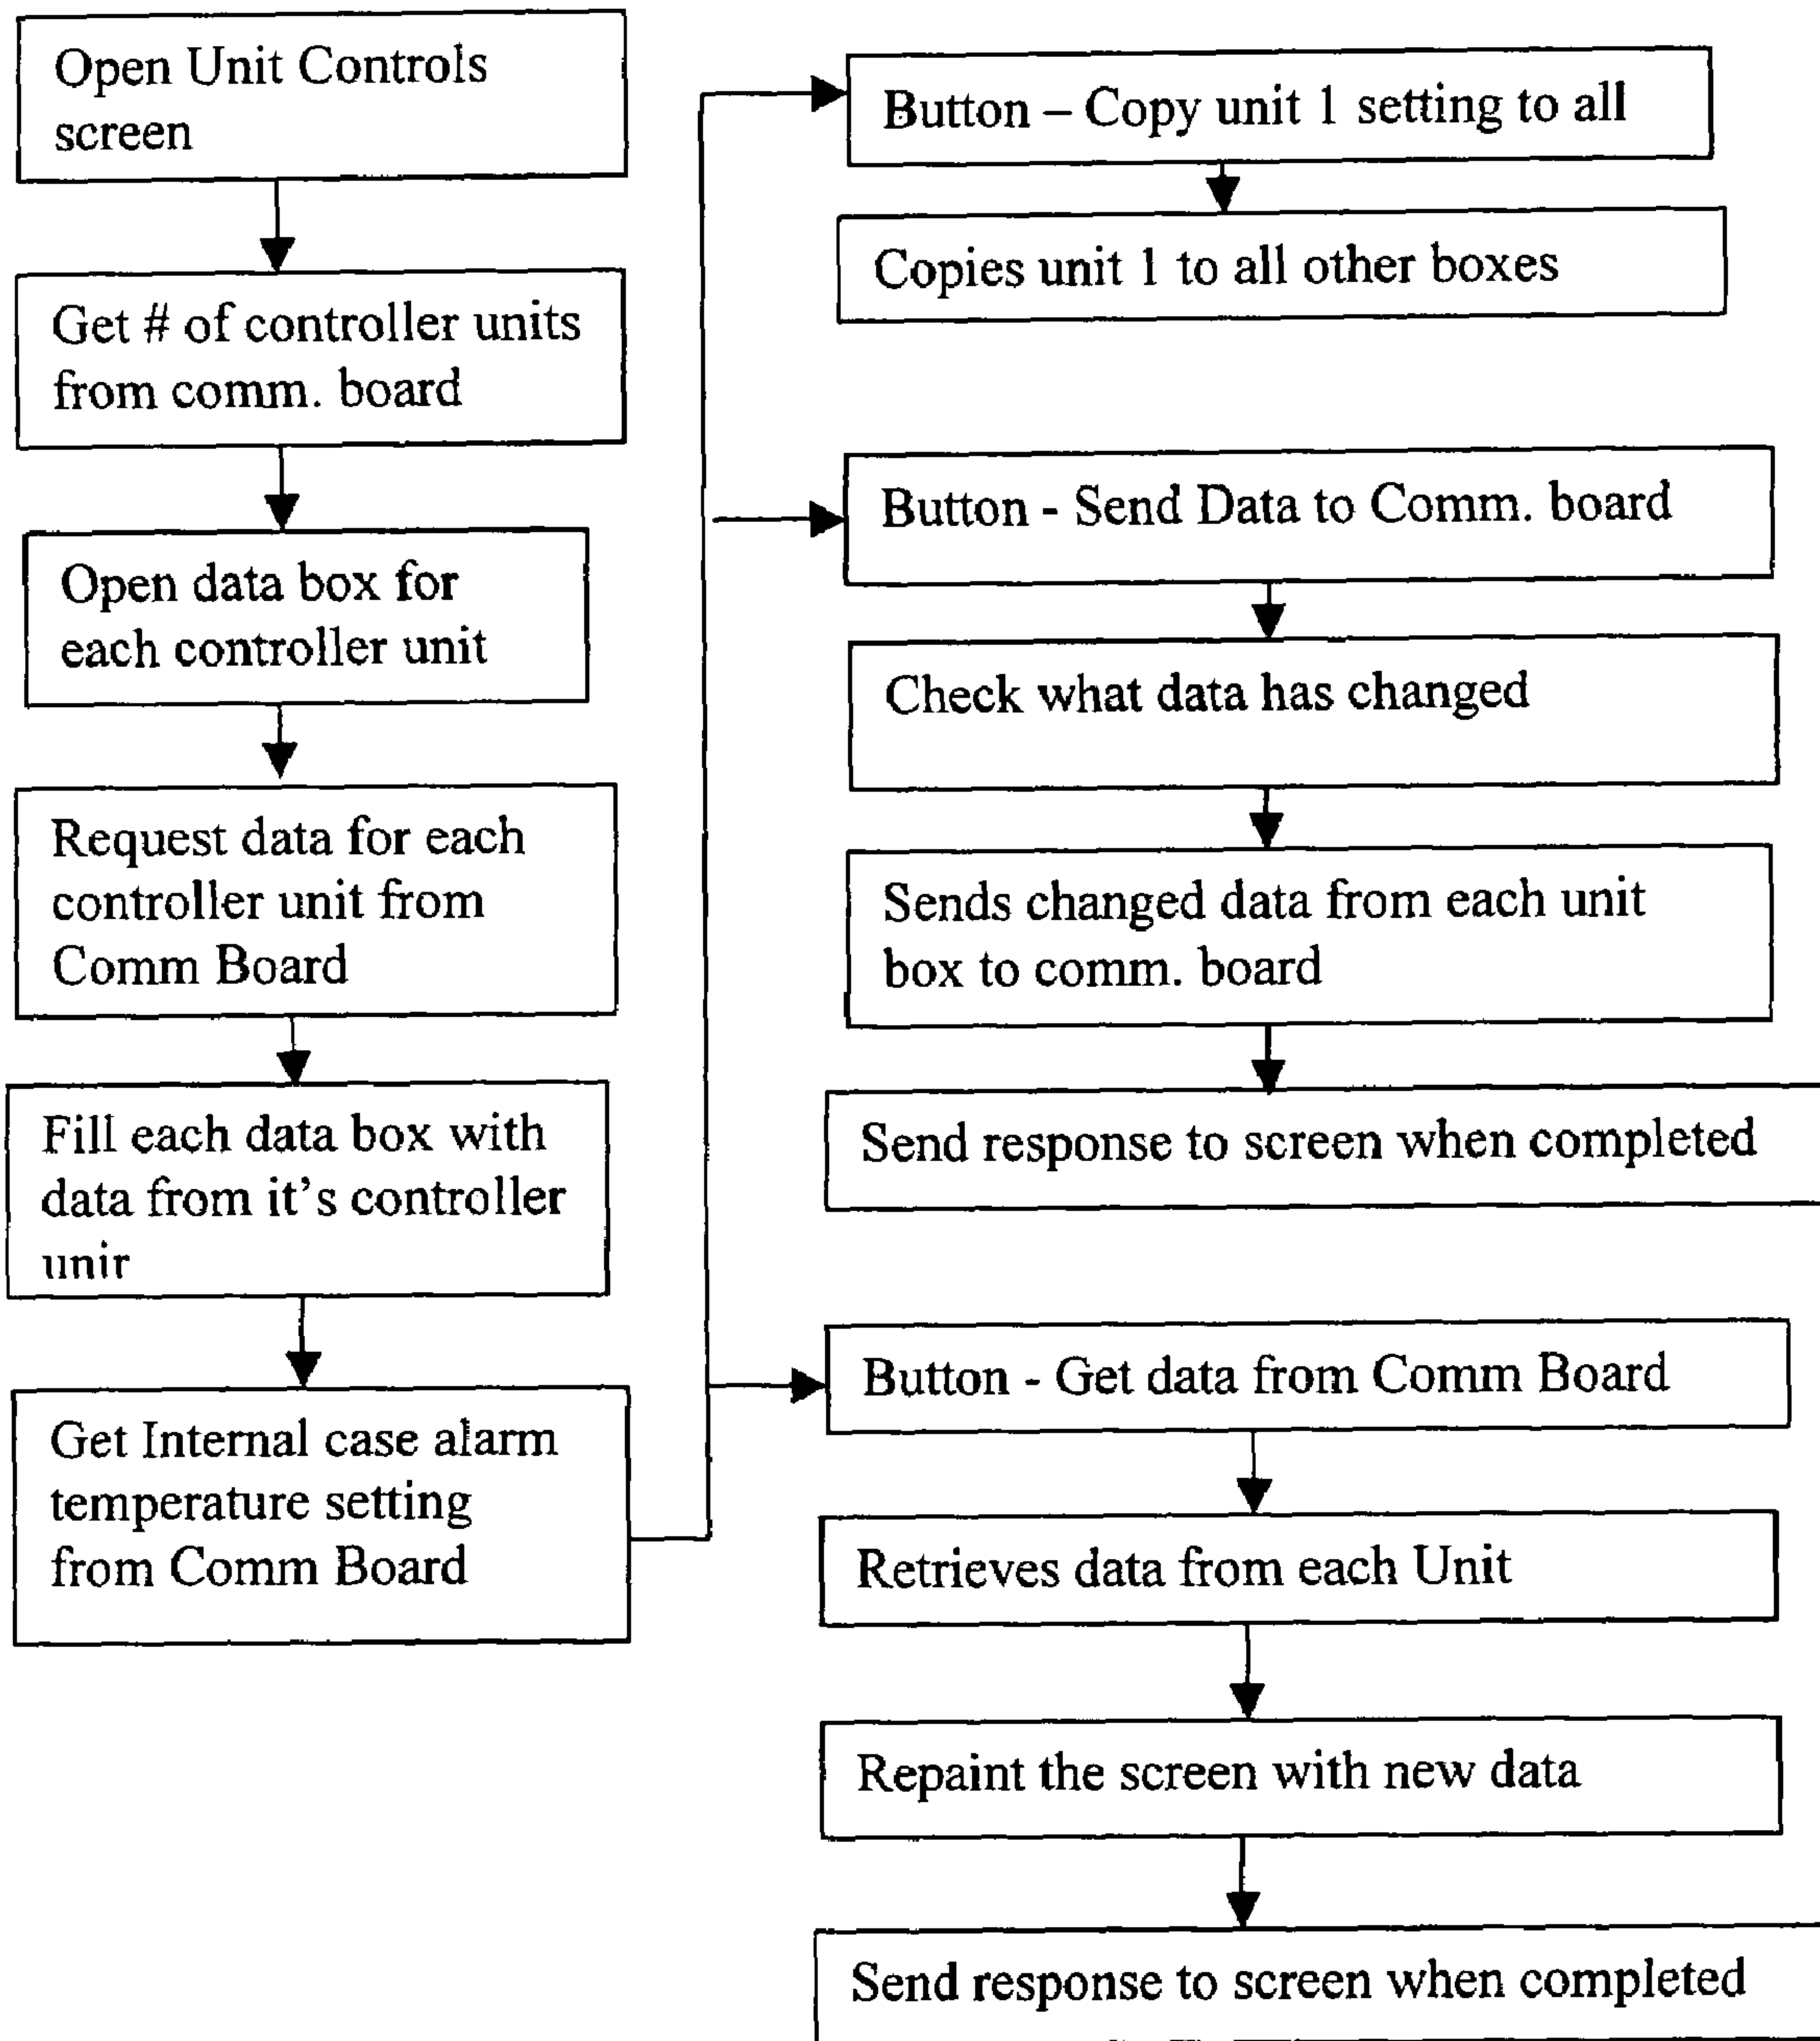 Open Unit Controls
screen
Get # of controller units
from comm. board
Open data box for
each controller unit
Request data for each
controller unit from
Comm Board
Fill each data box with
data from it's controller
unir
Get Internal case alarm
temperature setting
from Comm Board
Button – Copy unit 1 setting to all
Copies unit 1 to all other boxes
Button - Send Data to Comm. board
Check what data has changed
Sends changed data from each unit
box to comm. board
Send response to screen when completed
Button - Get data from Comm Board
Retrieves data from each Unit
Repaint the screen with new data
Send response to screen when completed